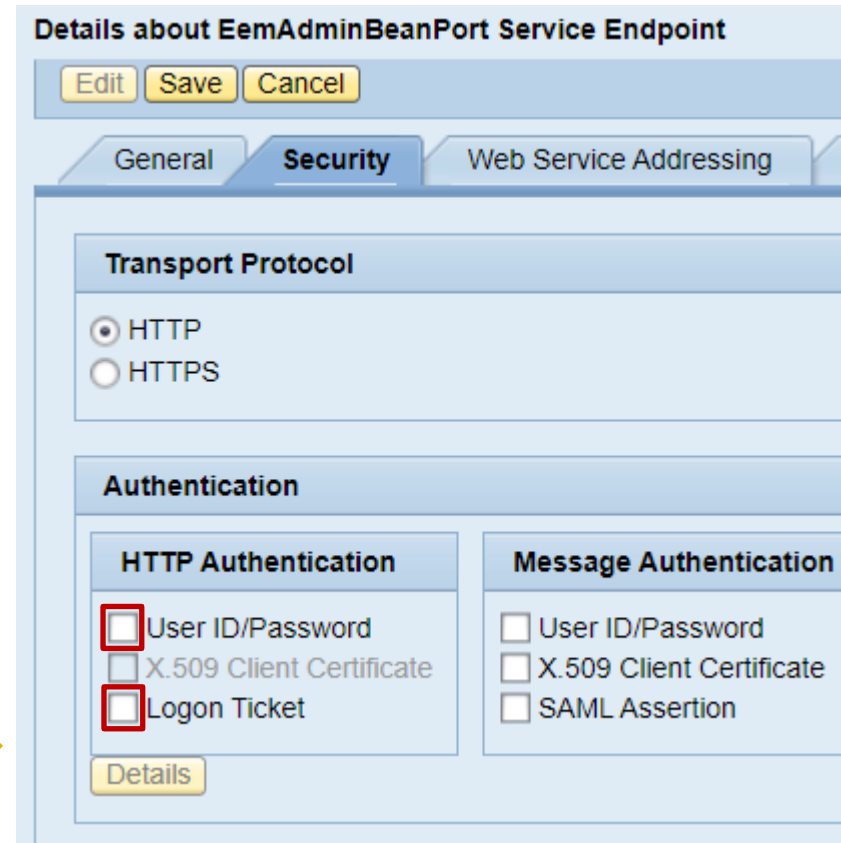 Details about EemAdminBeanPort Service Endpoint
Edit Save Cancel
General Security Web Service Addressing
Transport Protocol
HTTP
HTTPS
Authentication
HTTP Authentication
User ID/Password
X.509 Client Certificate
Logon Ticket
Details
Message Authentication
User ID/Password
X.509 Client Certificate
SAML Assertion